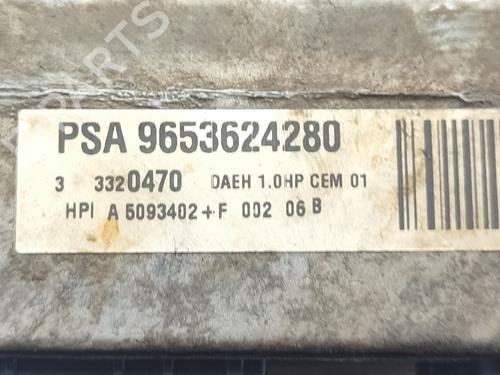 PSA 9653624280
3 3320470 DAEH 1.0HP CEM 01
HPI A 5093402+F 002 06 B